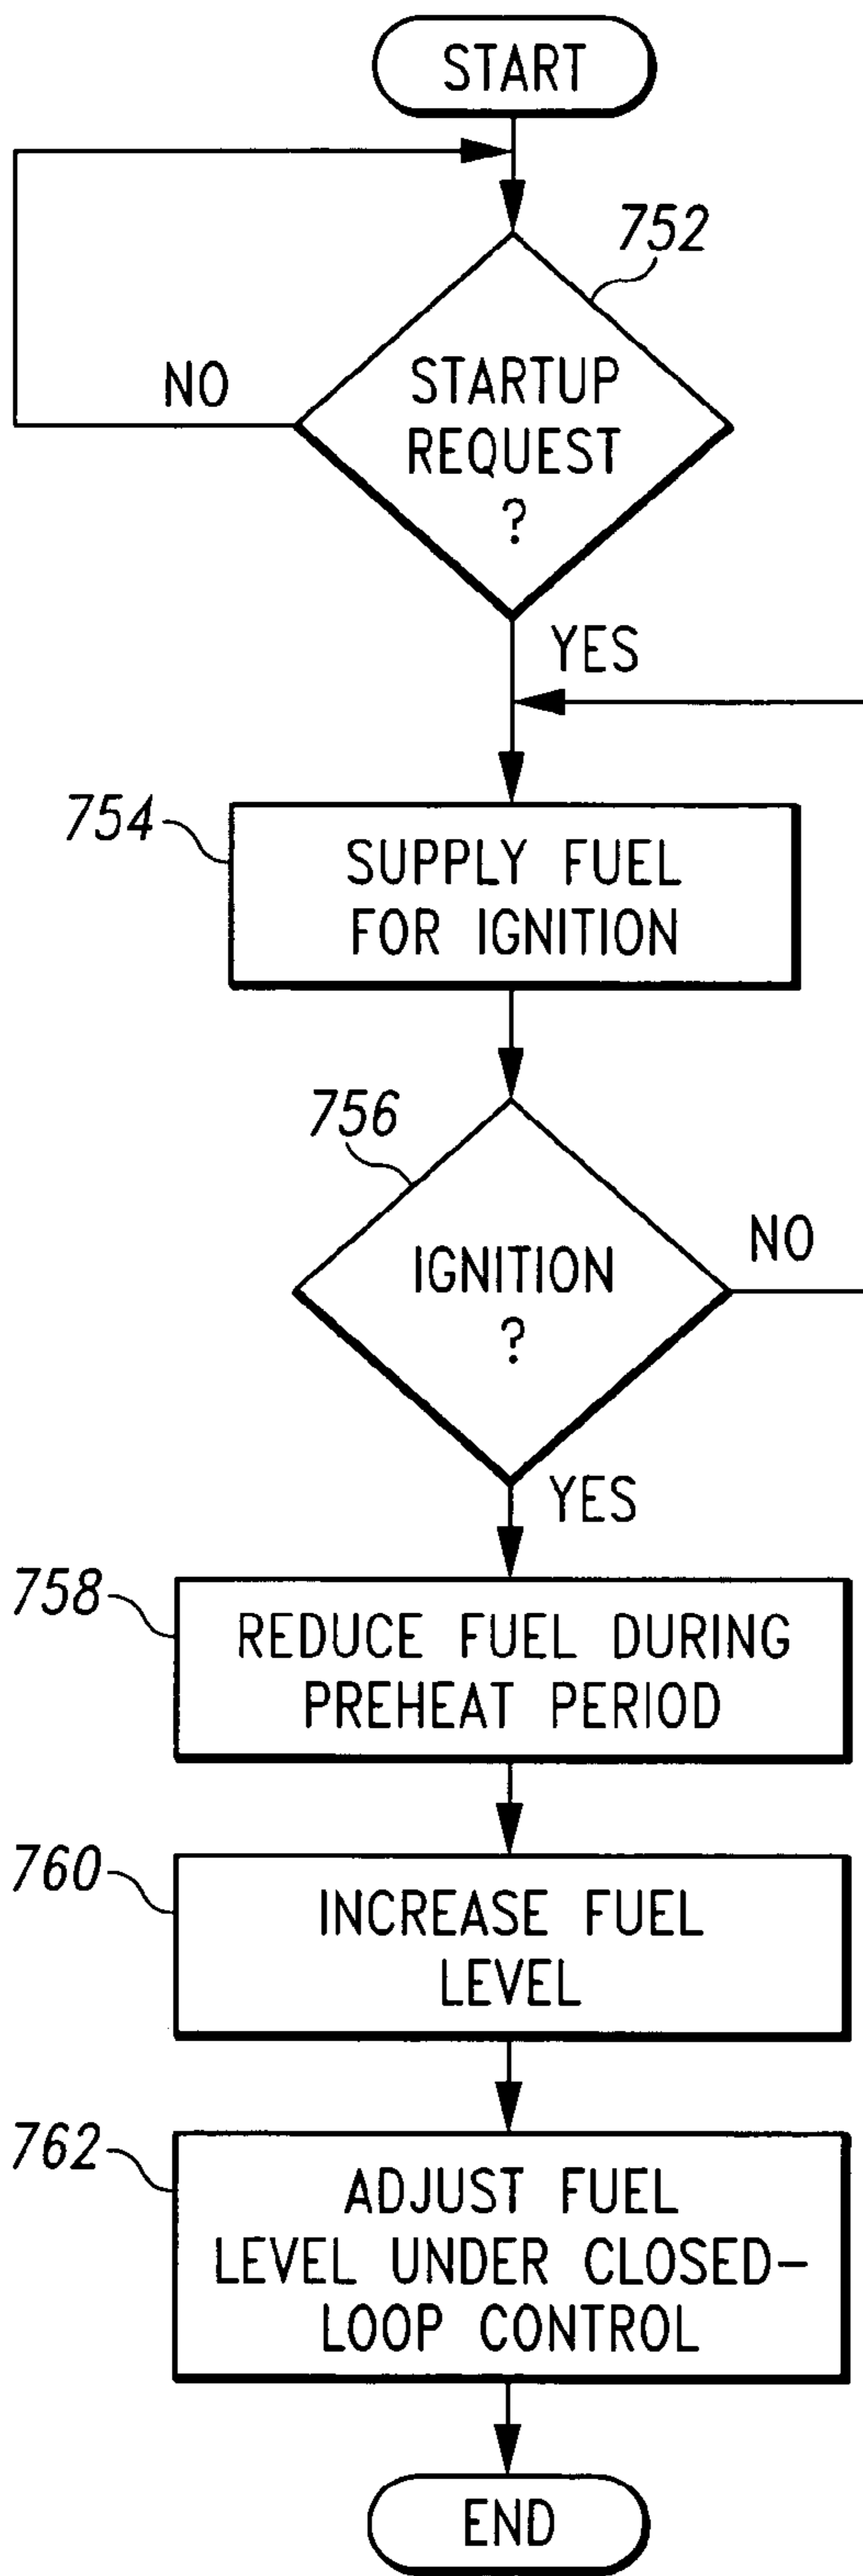 START
752
STARTUP
REQUEST
?
NO
YES
754
SUPPLY FUEL
FOR IGNITION
756
IGNITION
?
NO
YES
758
REDUCE FUEL DURING
PREHEAT PERIOD
760
INCREASE FUEL
LEVEL
762
ADJUST FUEL
LEVEL UNDER CLOSED-
LOOP CONTROL
END